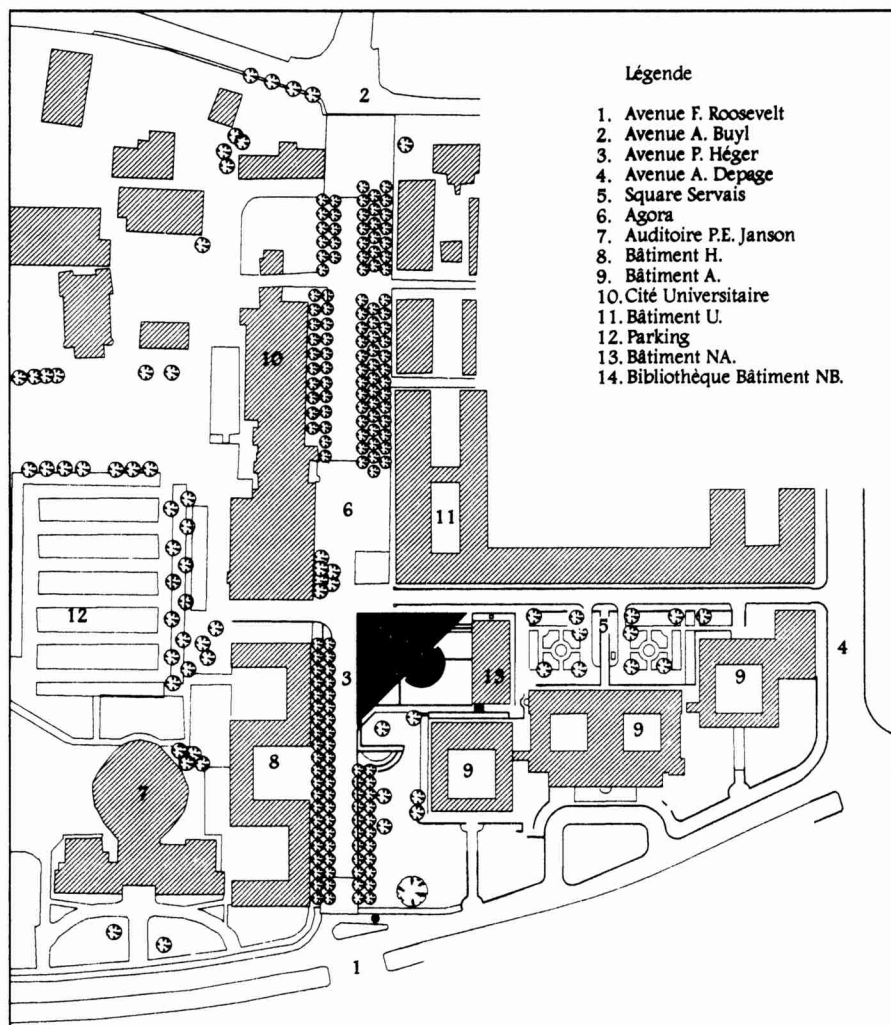 Légende
1. Avenue F. Roosevelt
2. Avenue A. Buyl
3. Avenue P. Héger
4. Avenue A. Depage
5. Square Servais
6. Agora
7. Auditoire P.E. Janson
8. Bâtiment H.
9. Bâtiment A.
10. Cité Universitaire
11. Bâtiment U.
12. Parking
13. Bâtiment NA.
14. Bibliothèque Bâtiment NB.
2
10
6
11
12
5
3
13
4
9
8
9
9
7
1